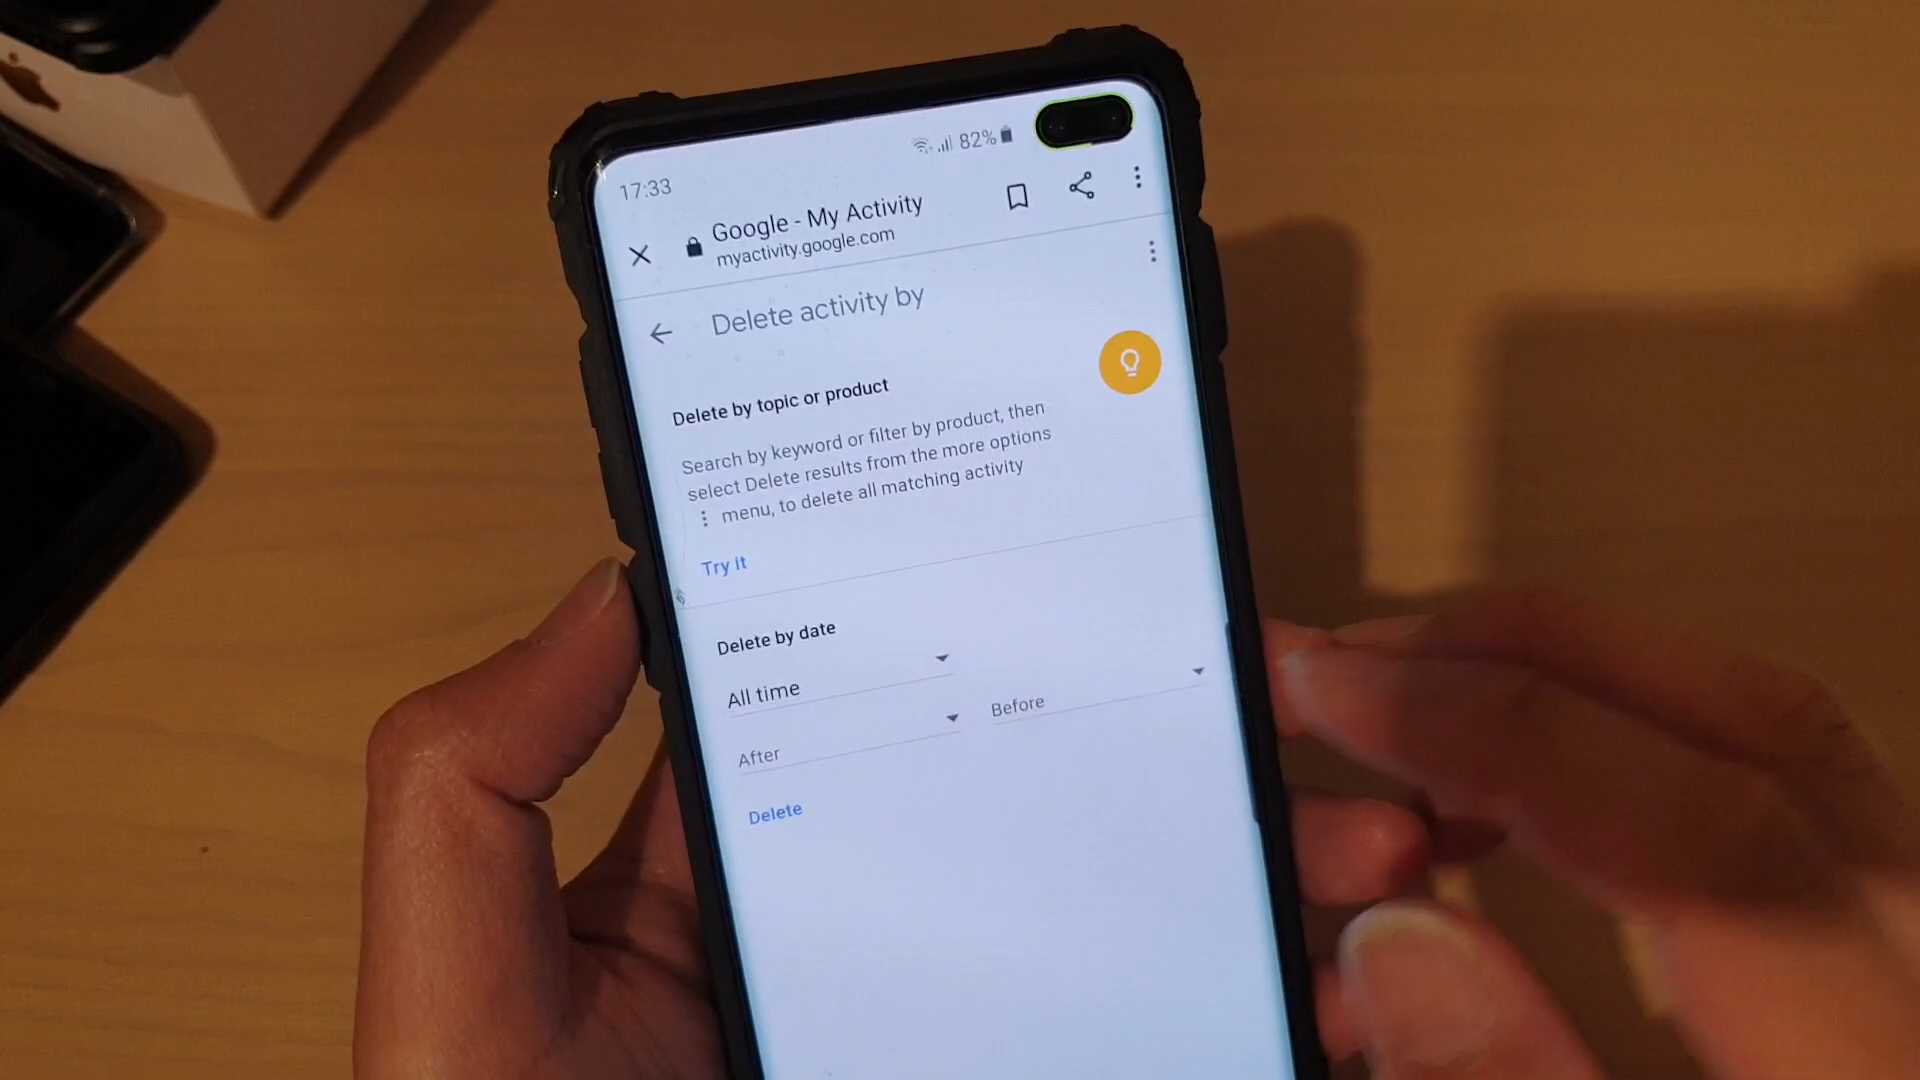 17:33
82%
Google - My Activity
myactivity.google.com
Delete activity by
Delete by topic or product
Search by keyword or filter by product, then
select Delete results from the more options
menu, to delete all matching activity
Try it
Delete by date
All time
After
Before
Delete